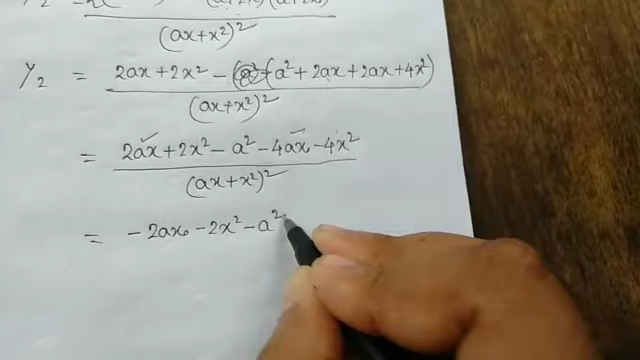 (ax+x²)²
y₂ = 2ax+2x² - (a²+2ax+2ax+4x²) / (ax+x²)²
= 2ax+2x²-a²-4ax-4x² / (ax+x²)²
= -2ax-2x²-a²